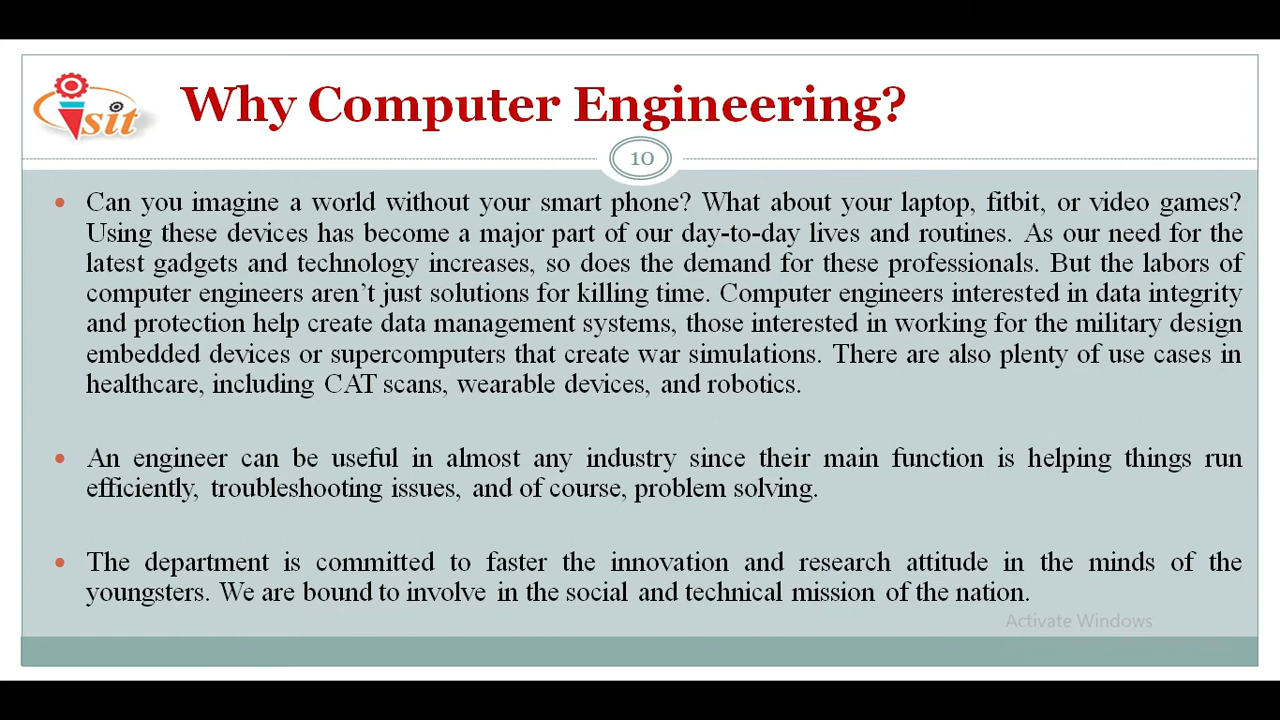 sit
Why Computer Engineering?
10
Can you imagine a world without your smart phone? What about your laptop, fitbit, or video games?
Using these devices has become a major part of our day-to-day lives and routines. As our need for the
latest gadgets and technology increases, so does the demand for these professionals. But the labors of
computer engineers aren’t just solutions for killing time. Computer engineers interested in data integrity
and protection help create data management systems, those interested in working for the military design
embedded devices or supercomputers that create war simulations. There are also plenty of use cases in
healthcare, including CAT scans, wearable devices, and robotics.
An engineer can be useful in almost any industry since their main function is helping things run
efficiently, troubleshooting issues, and of course, problem solving.
The department is committed to faster the innovation and research attitude in the minds of the
youngsters. We are bound to involve in the social and technical mission of the nation.
Activate Windows